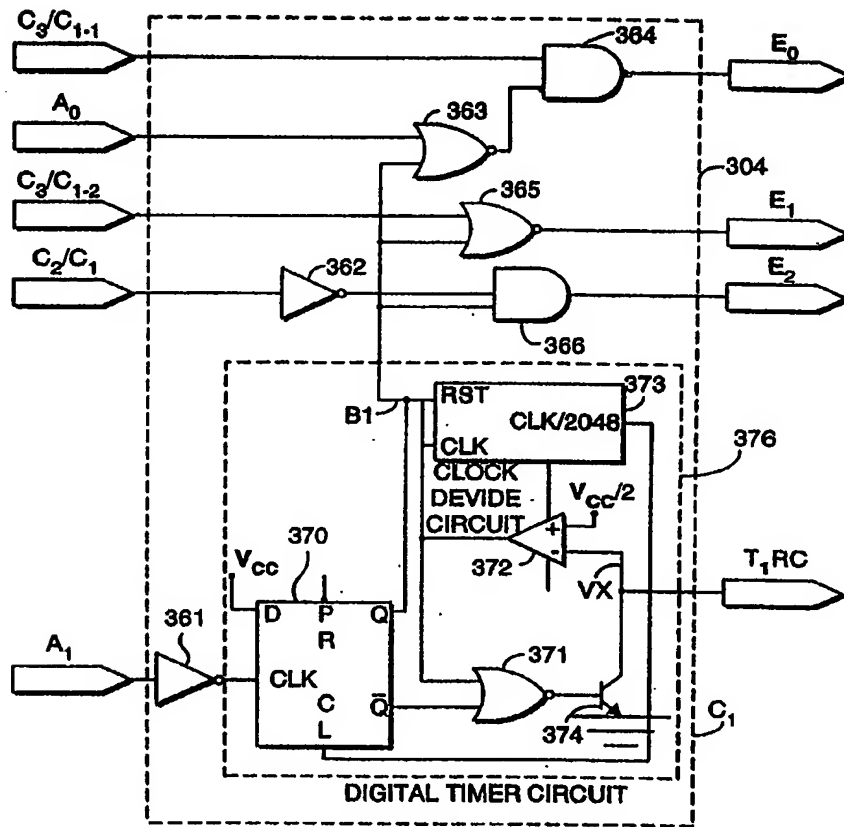 C3/C1-1
364
E0
A0
363
304
C3/C1-2
365
E1
C2/C1
362
E2
366
B1
RST
373
CLK/2048
CLK
376
CLOCK
DEVIDE
CIRCUIT
VCC/2
+
-
372
VCC
370
VX
T1RC
D
P
R
Q
361
371
A1
CLK
C
L
Q̅
374
C1
DIGITAL TIMER CIRCUIT